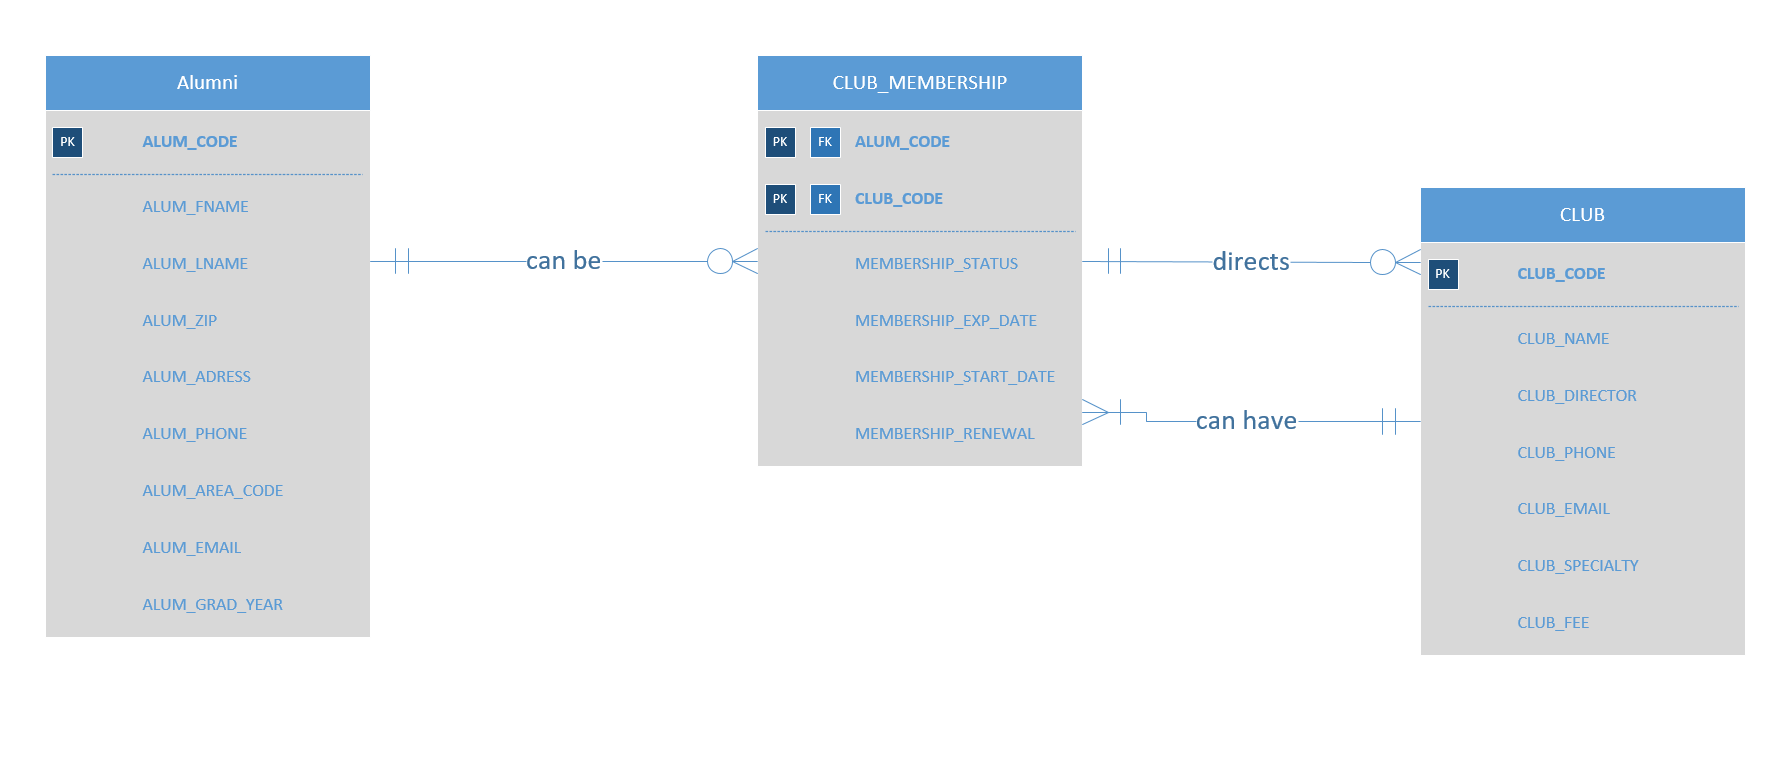 Alumni
PK ALUM_CODE
ALUM_FNAME
ALUM_LNAME
ALUM_ZIP
ALUM_ADRESS
ALUM_PHONE
ALUM_AREA_CODE
ALUM_EMAIL
ALUM_GRAD_YEAR
can be
CLUB_MEMBERSHIP
PK FK ALUM_CODE
PK FK CLUB_CODE
MEMBERSHIP_STATUS
MEMBERSHIP_EXP_DATE
MEMBERSHIP_START_DATE
MEMBERSHIP_RENEWAL
directs
can have
CLUB
PK CLUB_CODE
CLUB_NAME
CLUB_DIRECTOR
CLUB_PHONE
CLUB_EMAIL
CLUB_SPECIALTY
CLUB_FEE